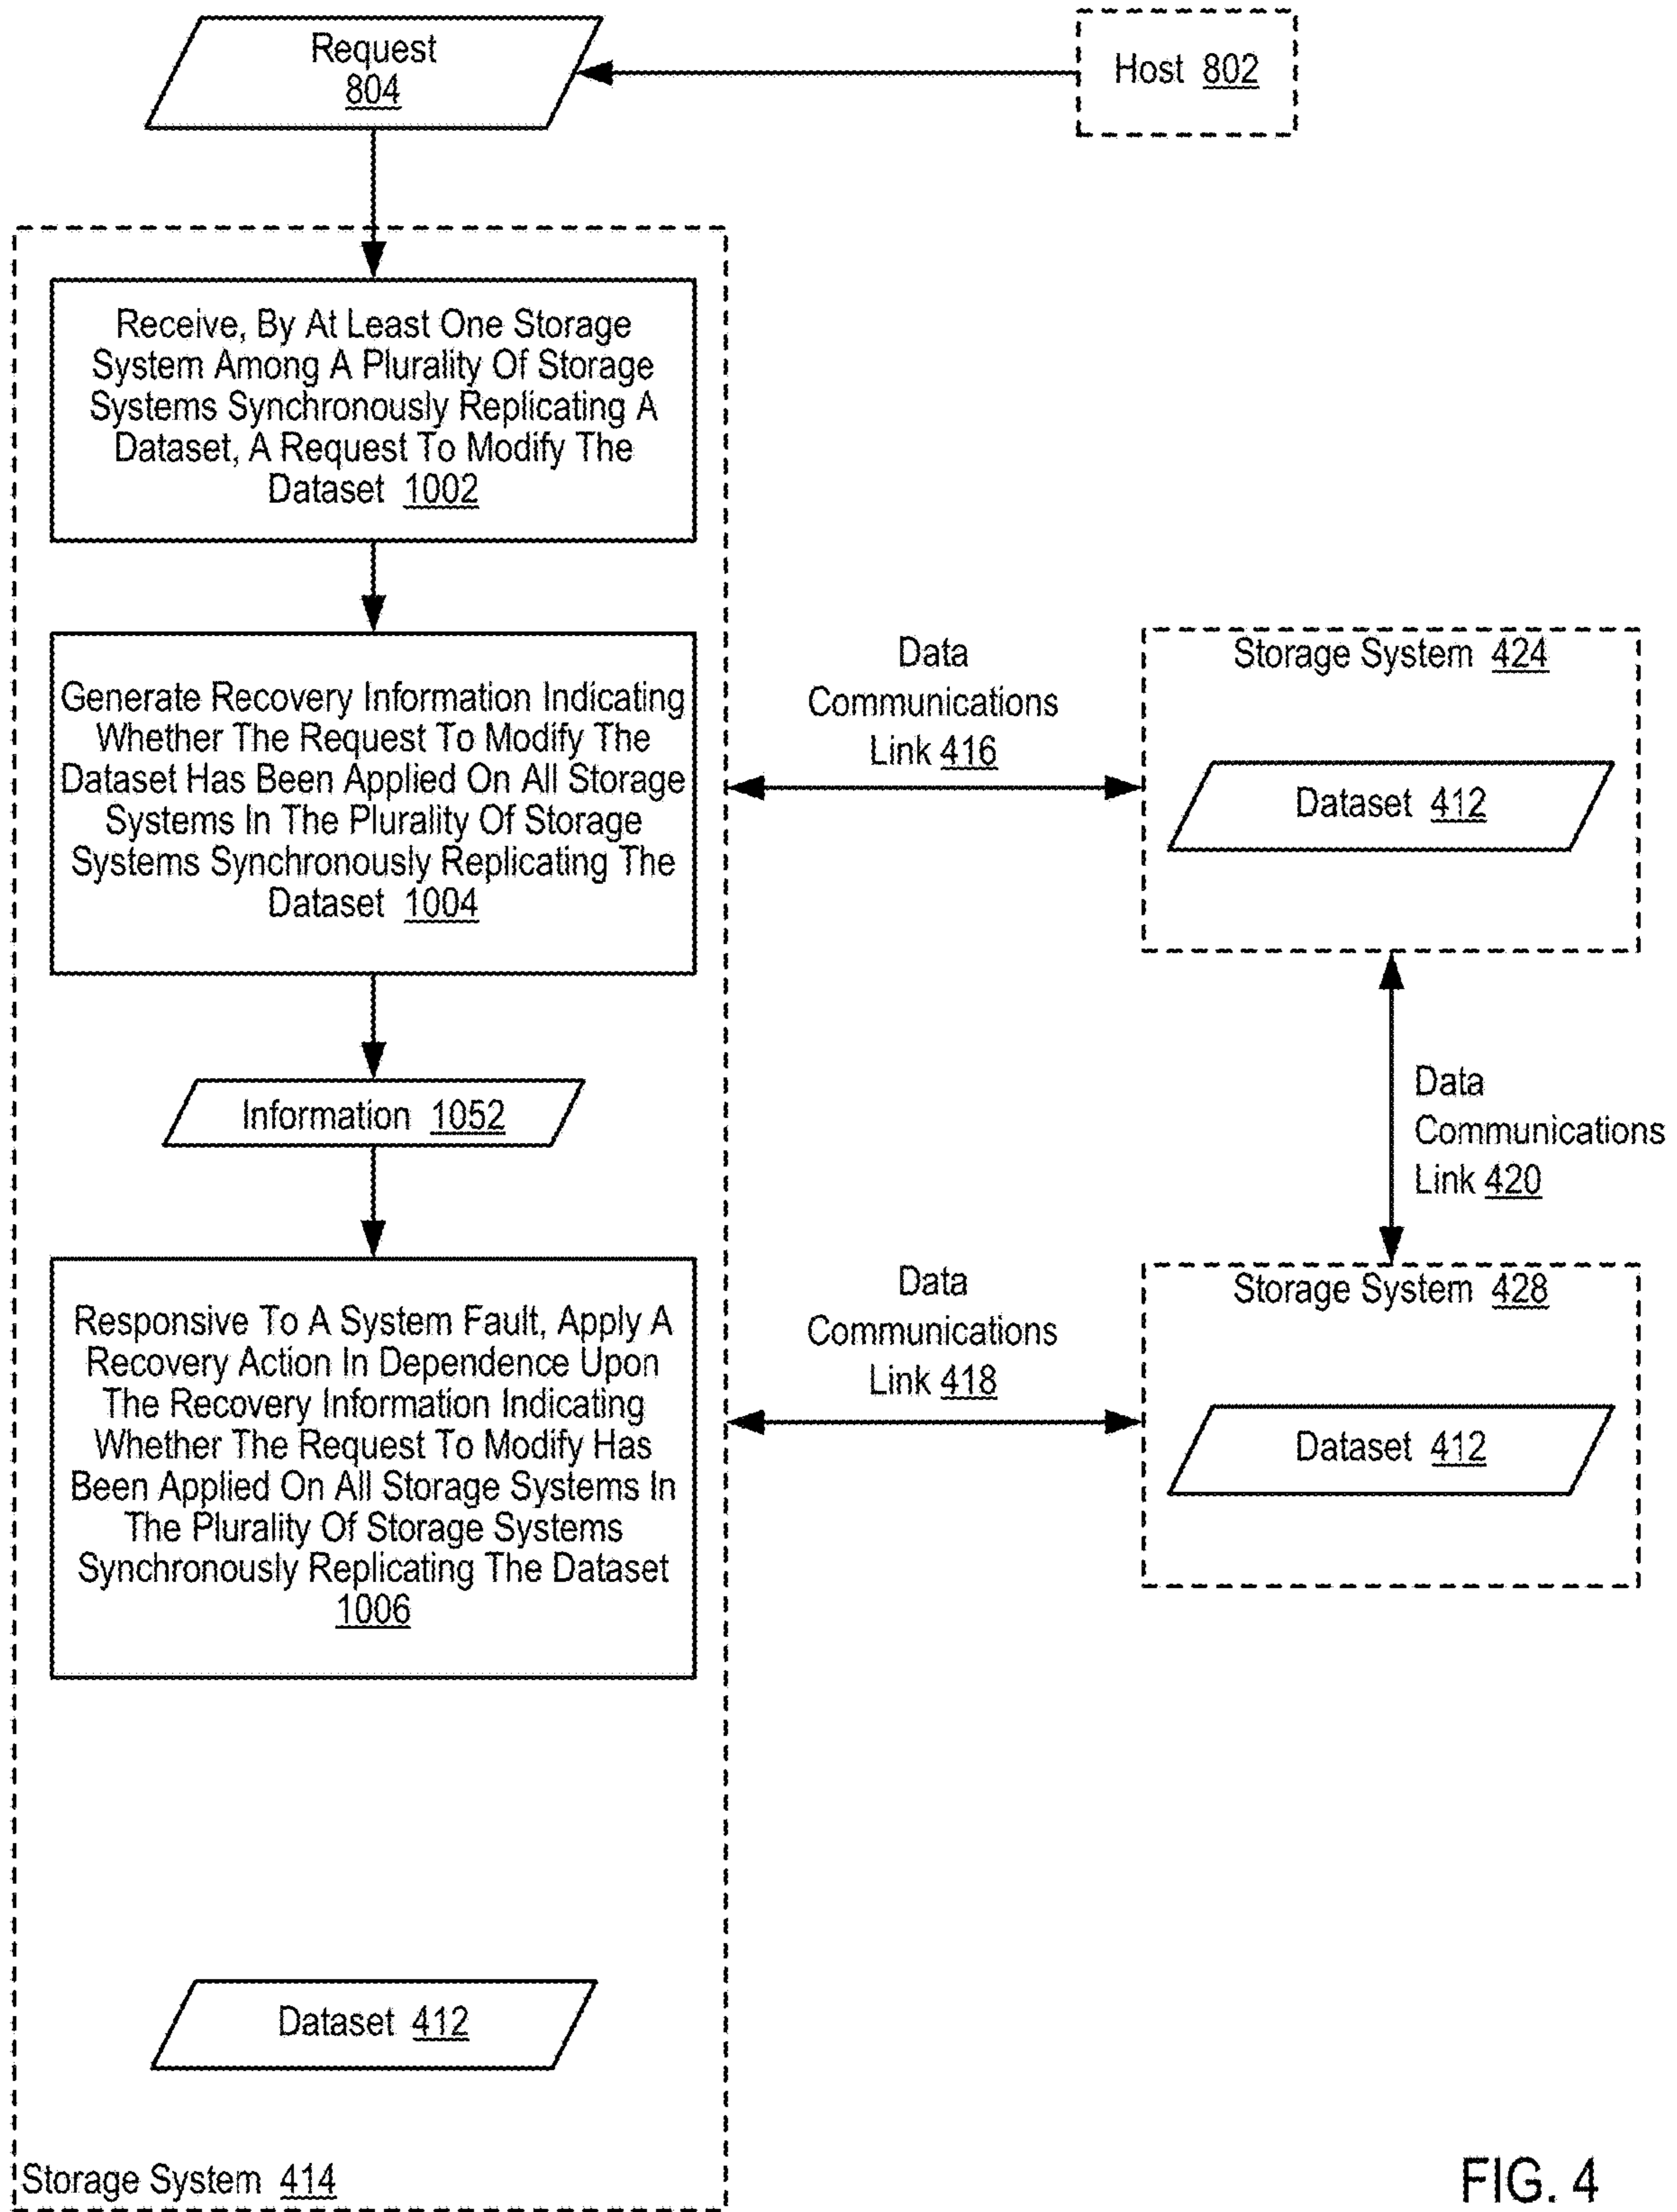 Request
804
Host 802
Receive, By At Least One Storage
System Among A Plurality Of Storage
Systems Synchronously Replicating A
Dataset, A Request To Modify The
Dataset 1002
Generate Recovery Information Indicating
Whether The Request To Modify The
Dataset Has Been Applied On All Storage
Systems In The Plurality Of Storage
Systems Synchronously Replicating The
Dataset 1004
Data
Communications
Link 416
Storage System 424
Dataset 412
Information 1052
Data
Communications
Link 420
Responsive To A System Fault, Apply A
Recovery Action In Dependence Upon
The Recovery Information Indicating
Whether The Request To Modify Has
Been Applied On All Storage Systems In
The Plurality Of Storage Systems
Synchronously Replicating The Dataset
1006
Data
Communications
Link 418
Storage System 428
Dataset 412
Dataset 412
Storage System 414
FIG. 4